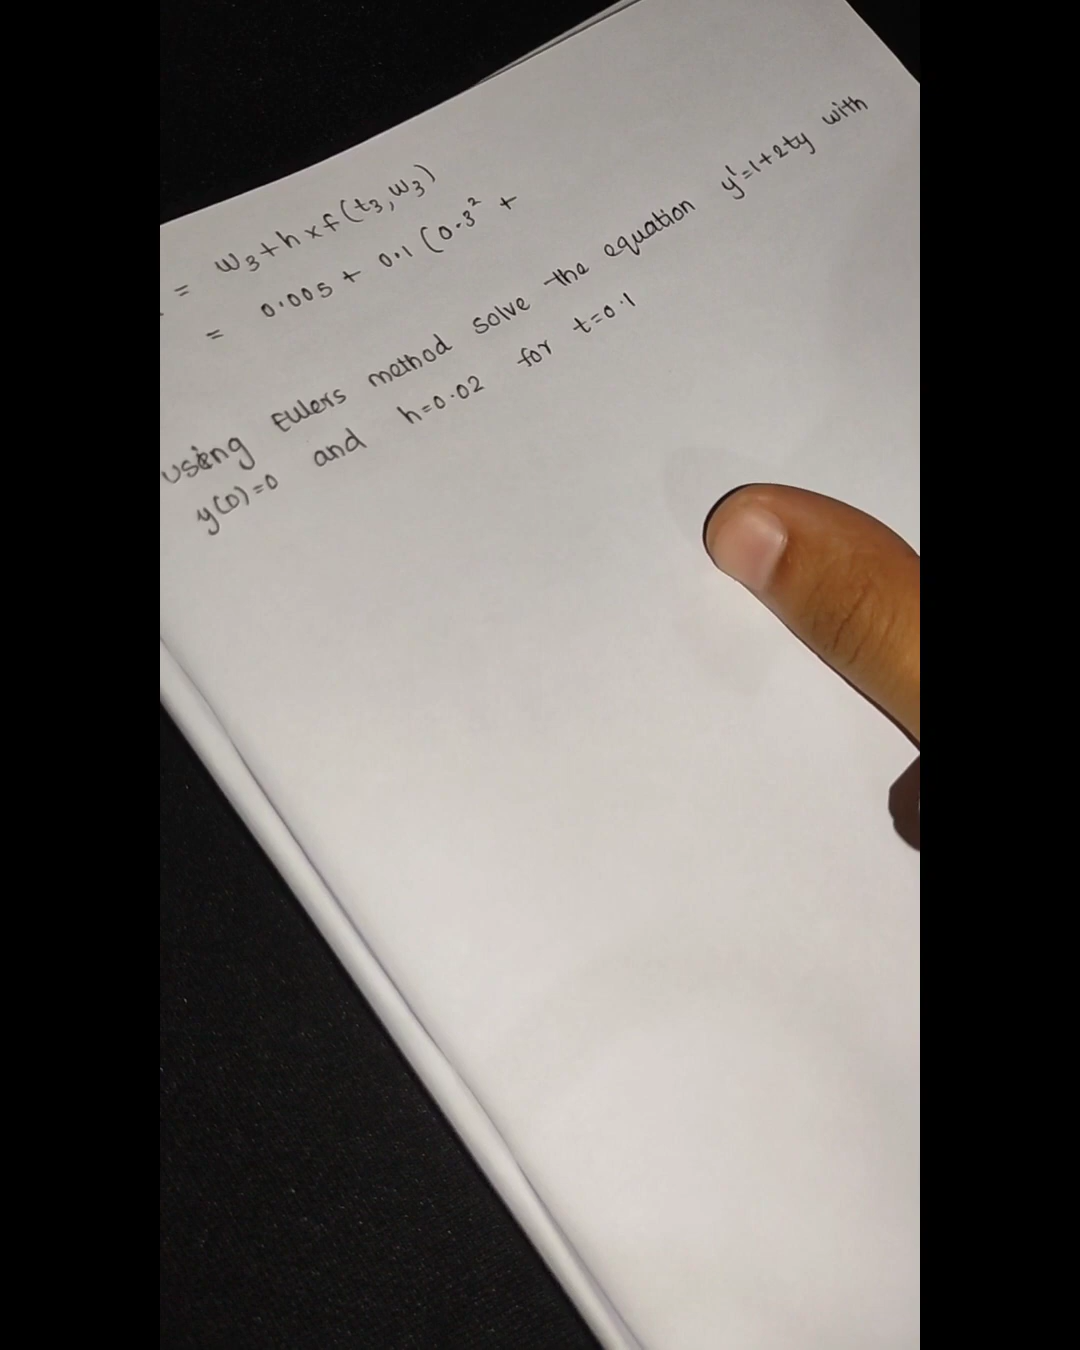 = w₃+h×f(t₃,w₃)
= 0.005 + 0.1 (0.3² +
using Eulers method solve the equation y'=1+2ty with
y(0)=0 and h=0.02 for t=0.1